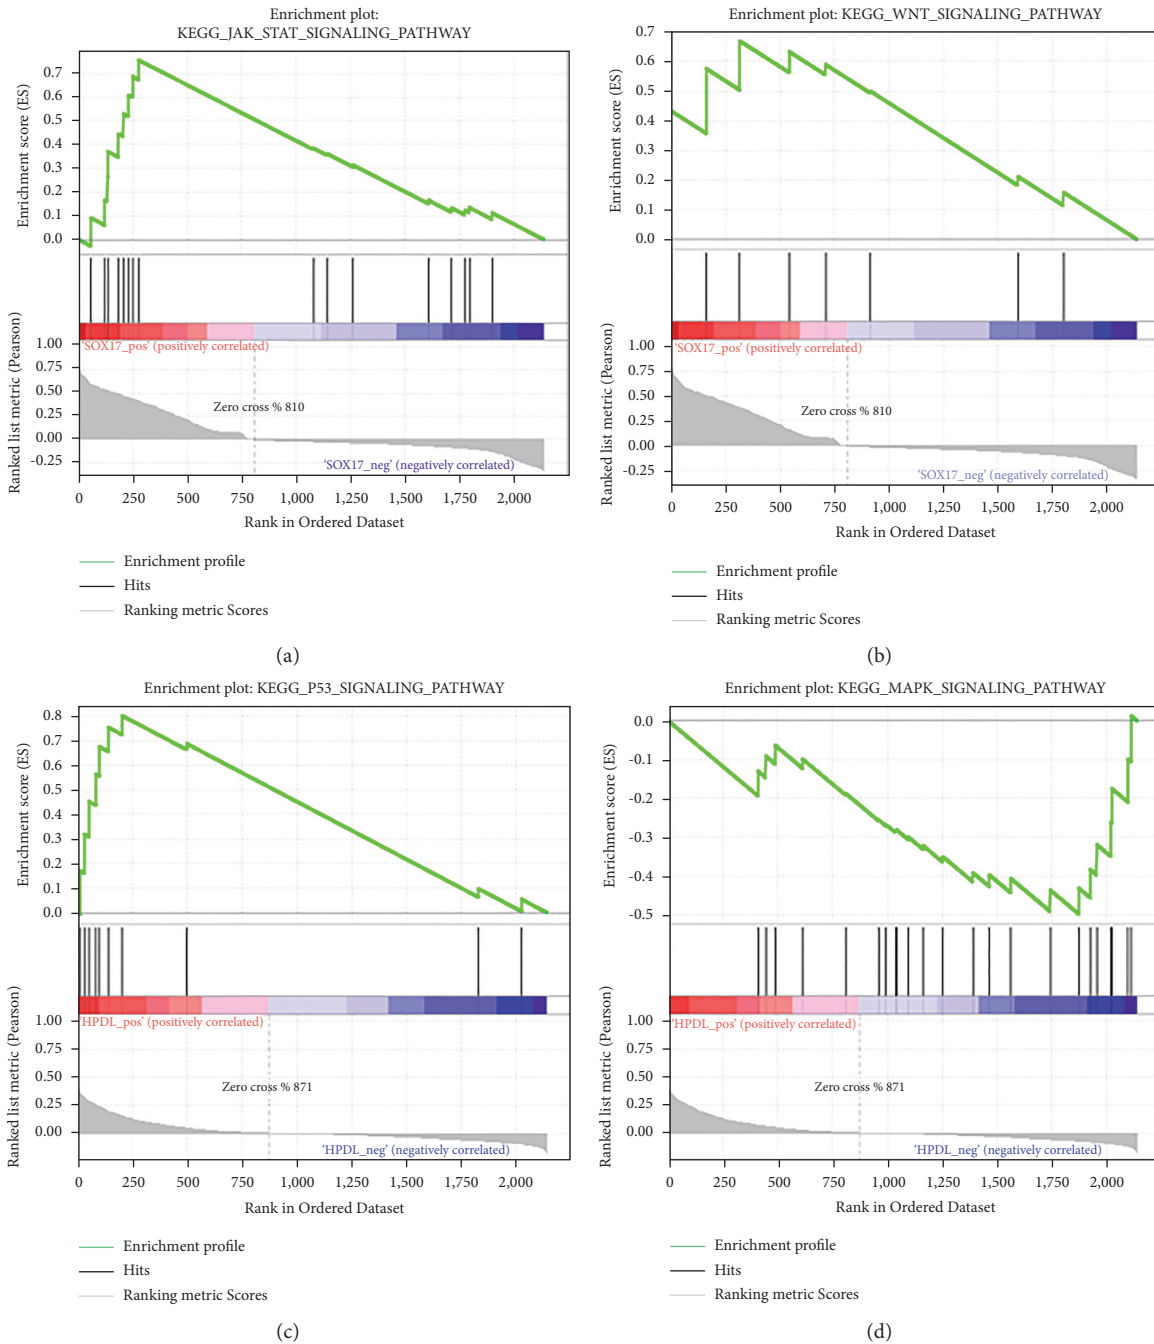 Enrichment plot:
KEGG_JAK_STAT_SIGNALING_PATHWAY
Enrichment score (ES)
0.7
0.6
0.5
0.4
0.3
0.2
0.1
0.0
'SOX17_pos' (positively correlated)
Ranked list metric (Pearson)
1.00
0.75
0.50
0.25
0.00
-0.25
Zero cross % 810
'SOX17_neg' (negatively correlated)
0 250 500 750 1,000 1,250 1,500 1,750 2,000
Rank in Ordered Dataset
Enrichment profile
Hits
Ranking metric Scores
(a)
Enrichment plot: KEGG_WNT_SIGNALING_PATHWAY
Enrichment score (ES)
0.7
0.6
0.5
0.4
0.3
0.2
0.1
0.0
'SOX17_pos' (positively correlated)
Ranked list metric (Pearson)
1.00
0.75
0.50
0.25
0.00
-0.25
Zero cross % 810
'SOX17_neg' (negatively correlated)
0 250 500 750 1,000 1,250 1,500 1,750 2,000
Rank in Ordered Dataset
Enrichment profile
Hits
Ranking metric Scores
(b)
Enrichment plot: KEGG_P53_SIGNALING_PATHWAY
Enrichment score (ES)
0.8
0.7
0.6
0.5
0.4
0.3
0.2
0.1
0.0
HPDL_pos' (positively correlated)
Ranked list metric (Pearson)
1.00
0.75
0.50
0.25
0.00
Zero cross % 871
'HPDL_neg' (negatively correlated)
0 250 500 750 1,000 1,250 1,500 1,750 2,000
Rank in Ordered Dataset
Enrichment profile
Hits
Ranking metric Scores
(c)
Enrichment plot: KEGG_MAPK_SIGNALING_PATHWAY
Enrichment score (ES)
0.0
-0.1
-0.2
-0.3
-0.4
-0.5
'HPDL_pos' (positively correlated)
Ranked list metric (Pearson)
1.00
0.75
0.50
0.25
0.00
Zero cross % 871
'HPDL_neg' (negatively correlated)
0 250 500 750 1,000 1,250 1,500 1,750 2,000
Rank in Ordered Dataset
Enrichment profile
Hits
Ranking metric Scores
(d)